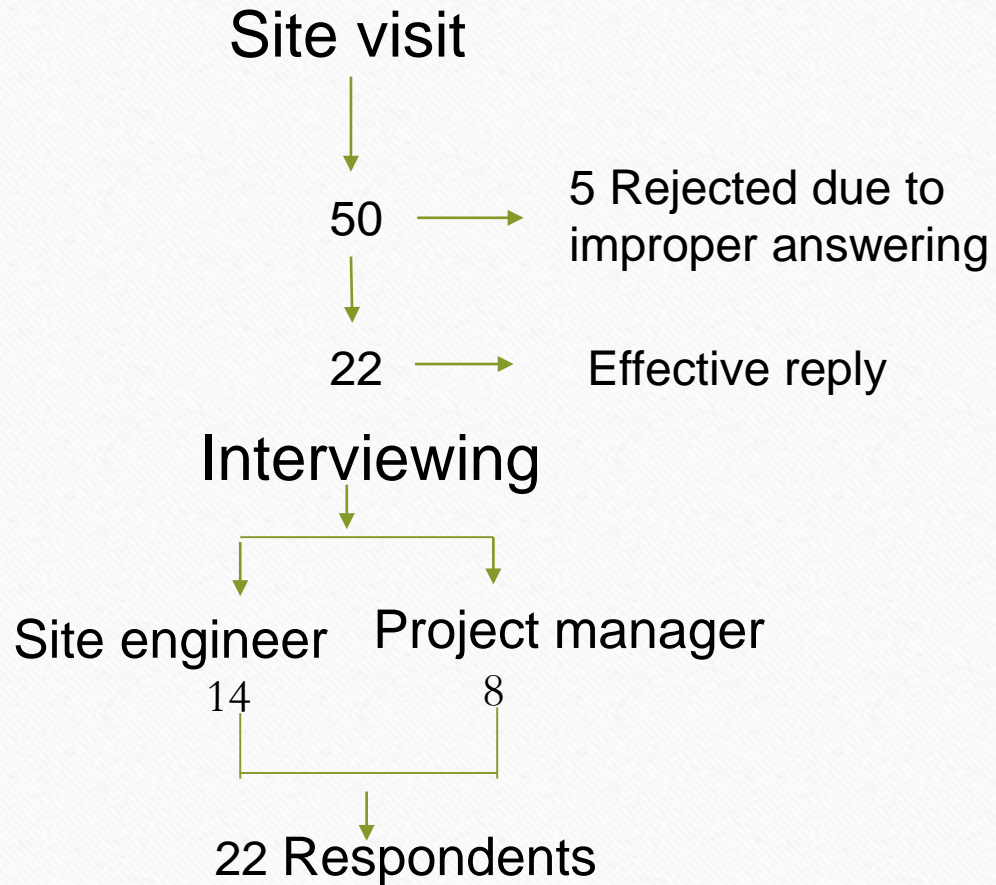 Site visit
50
5 Rejected due to
improper answering
22
Effective reply
Interviewing
Site engineer
Project manager
14
8
22 Respondents